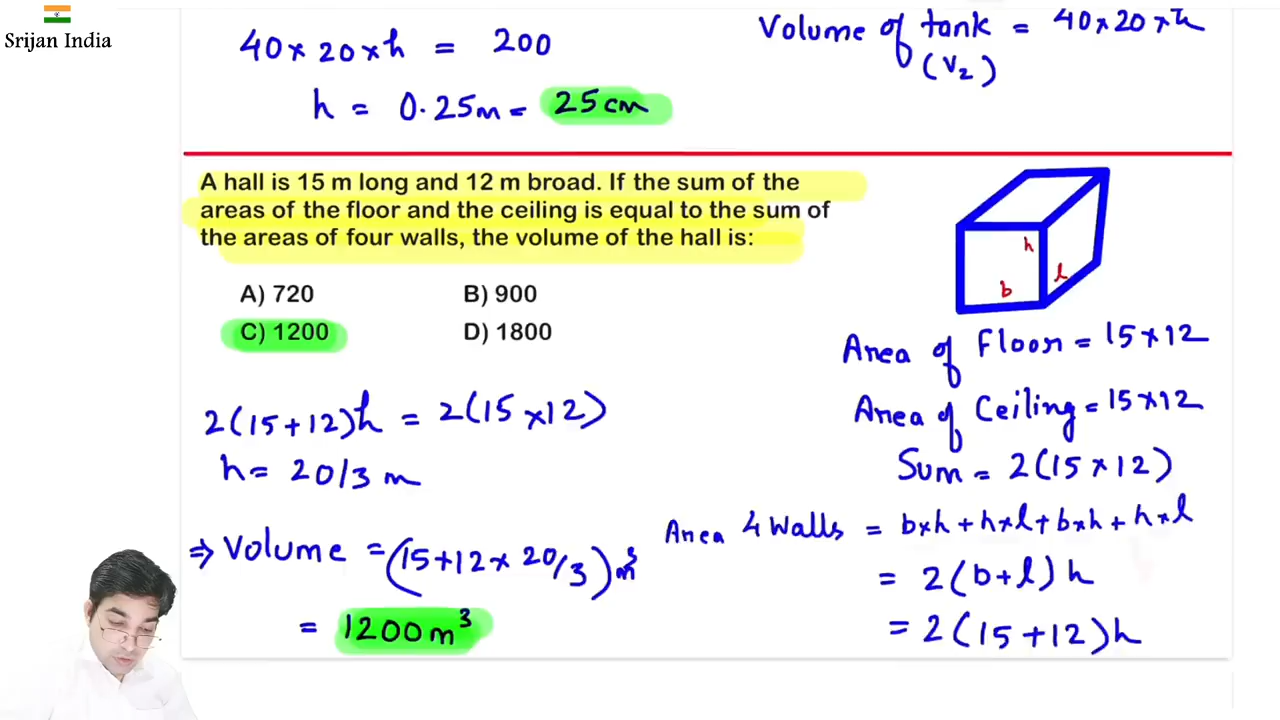 Srijan India
40 × 20 × h = 200
h = 0.25m = 25cm
Volume of tank = 40×20×h
(V2)
A hall is 15 m long and 12 m broad. If the sum of the
areas of the floor and the ceiling is equal to the sum of
the areas of four walls, the volume of the hall is:
A) 720
B) 900
C) 1200
D) 1800
h
l
b
2(15+12)h = 2(15×12)
h = 20/3 m
⇒ Volume = (15+12 × 20/3) m³
= 1200 m³
Area of Floor = 15×12
Area of Ceiling = 15×12
Sum = 2(15×12)
Area 4 Walls = b×h + h×l + b×h + h×l
= 2(b+l)h
= 2(15+12)h